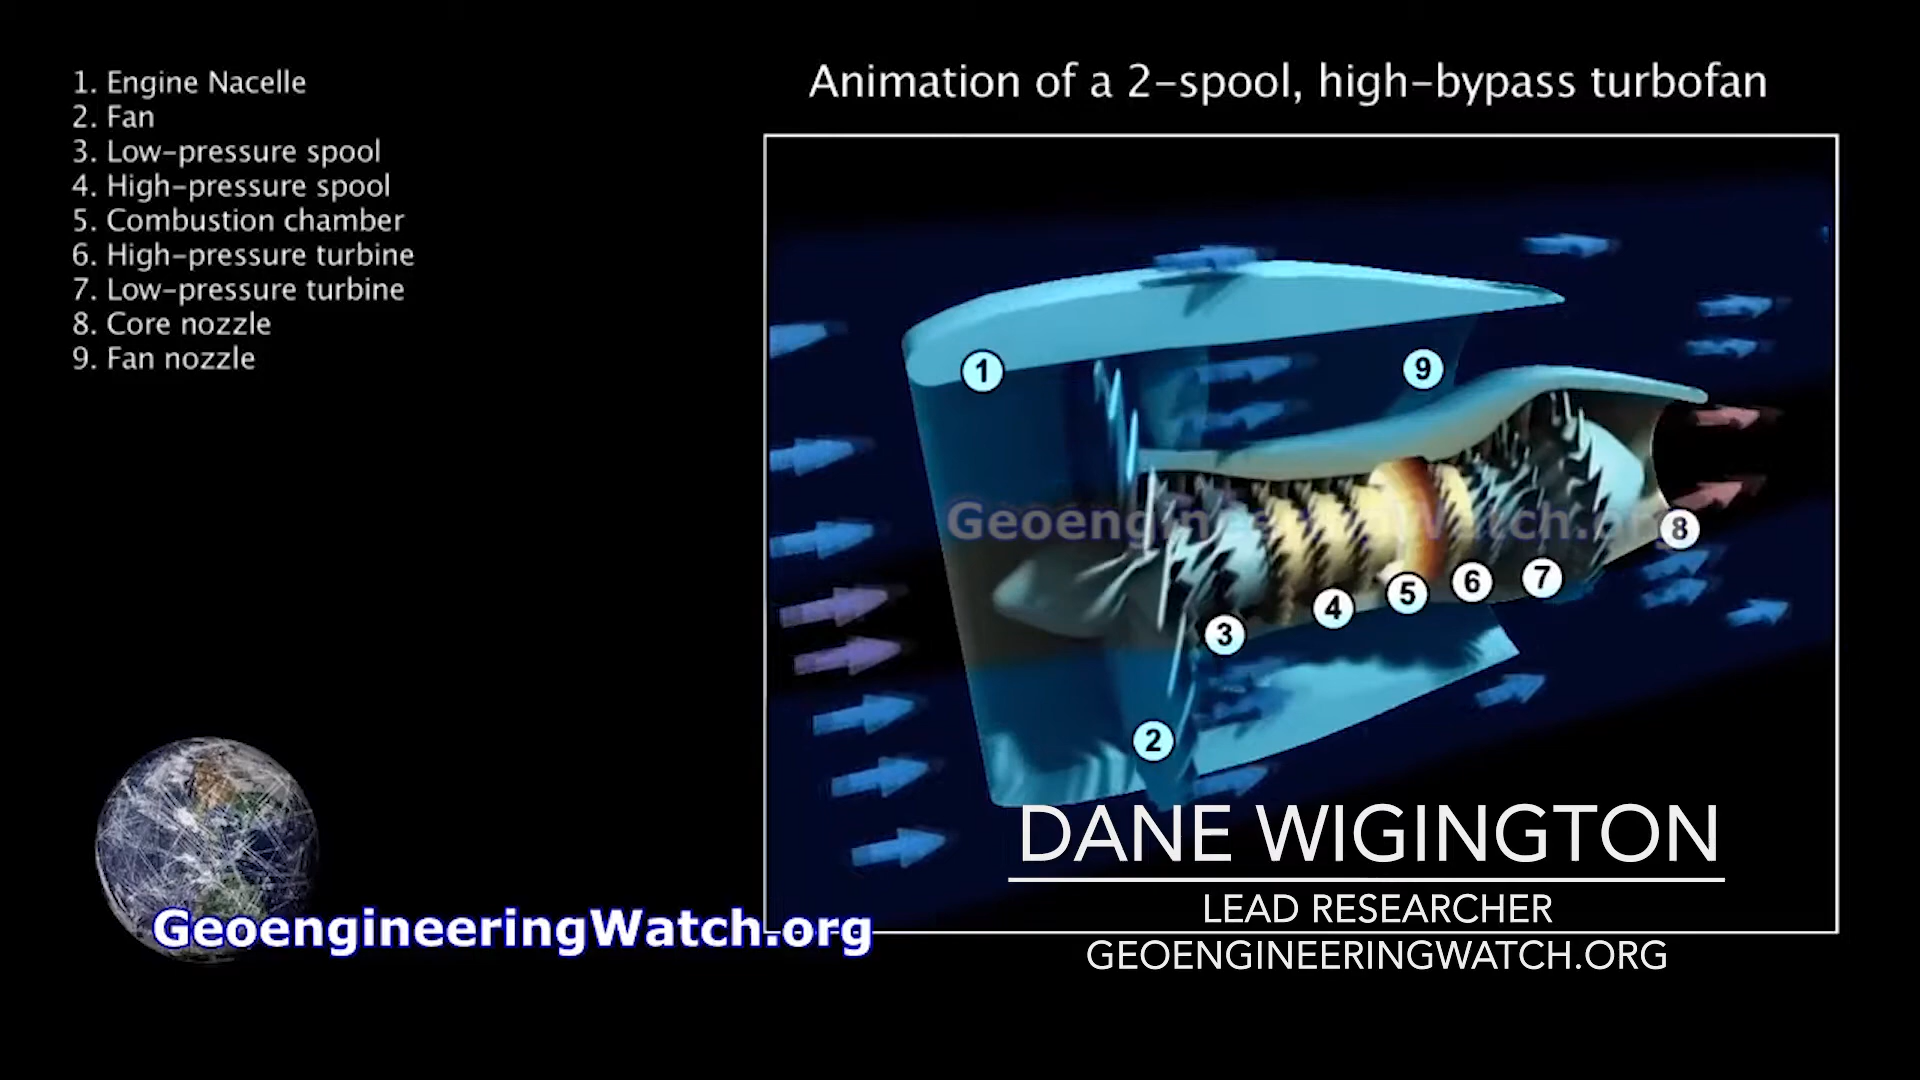 1. Engine Nacelle
2. Fan
3. Low-pressure spool
4. High-pressure spool
5. Combustion chamber
6. High-pressure turbine
7. Low-pressure turbine
8. Core nozzle
9. Fan nozzle
Animation of a 2-spool, high-bypass turbofan
1
9
GeoengineeringWatch.org
8
7
6
5
4
3
2
DANE WIGINGTON
LEAD RESEARCHER
GEOENGINEERINGWATCH.ORG
GeoengineeringWatch.org